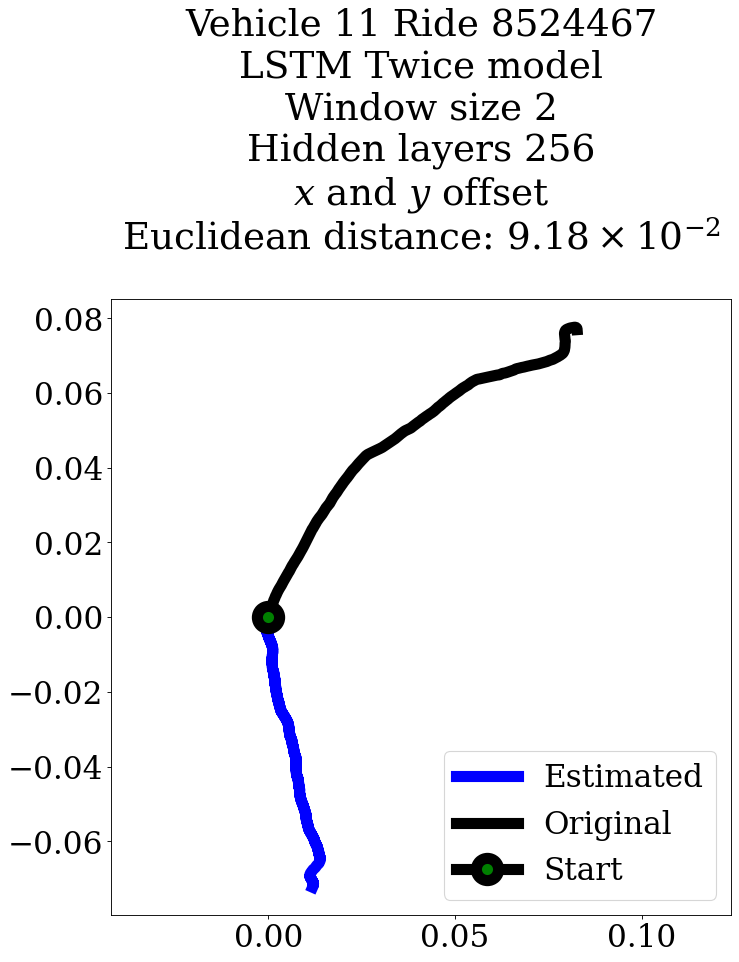 Vehicle 11 Ride 8524467
LSTM Twice model
Window size 2
Hidden layers 256
x and y offset
Euclidean distance: 9.18 × 10⁻²
0.08
0.06
0.04
0.02
0.00
−0.02
−0.04
−0.06
Estimated
Original
Start
0.00 0.05 0.10